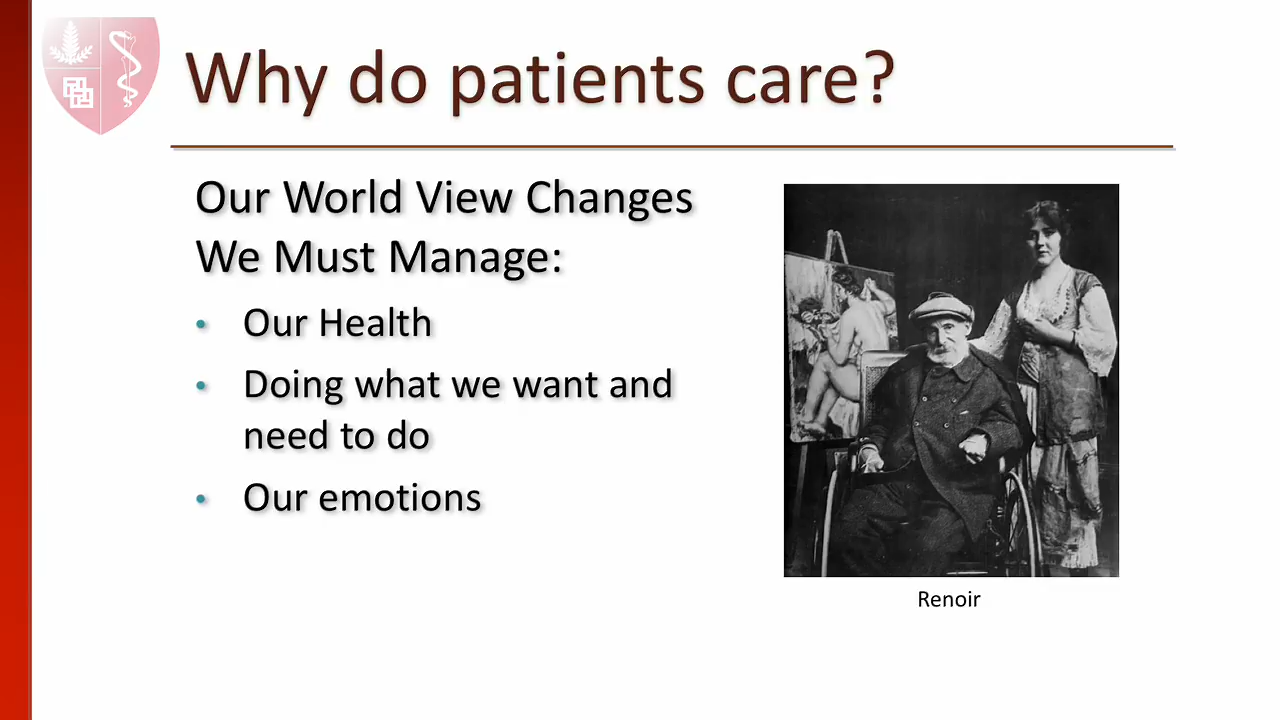 Why do patients care?
Our World View Changes
We Must Manage:
• Our Health
• Doing what we want and
need to do
• Our emotions
Renoir